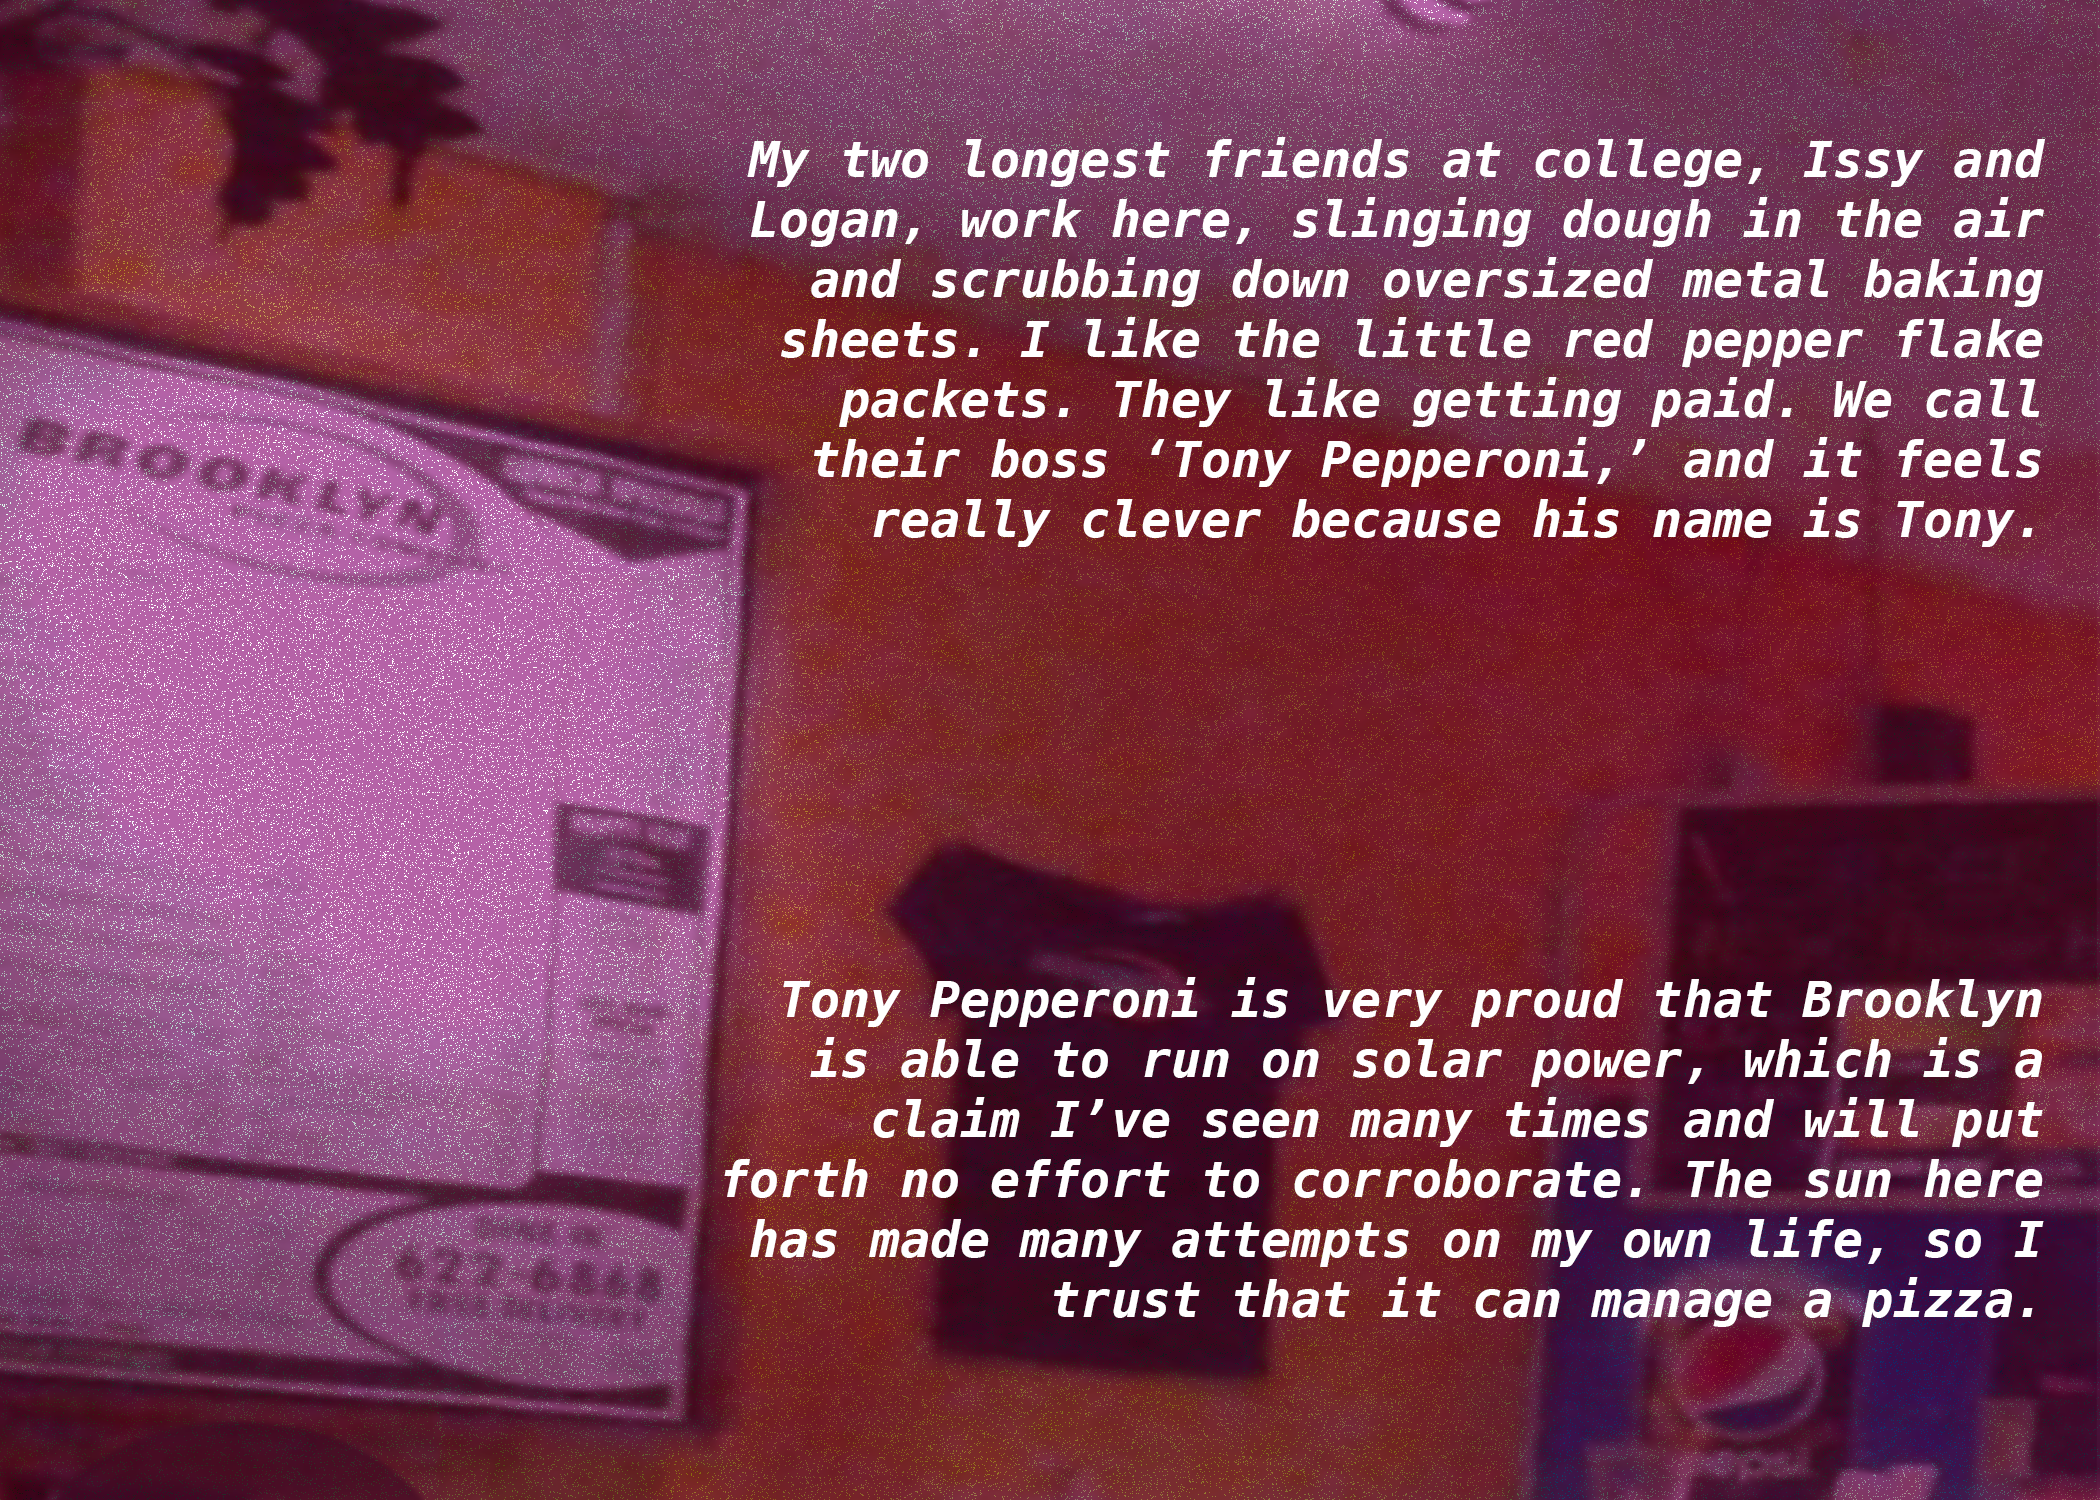 My two longest friends at college, Issy and
Logan, work here, slinging dough in the air
and scrubbing down oversized metal baking
sheets. I like the little red pepper flake
packets. They like getting paid. We call
their boss ‘Tony Pepperoni,’ and it feels
really clever because his name is Tony.
BROOKLYN
Tony Pepperoni is very proud that Brooklyn
is able to run on solar power, which is a
claim I’ve seen many times and will put
forth no effort to corroborate. The sun here
has made many attempts on my own life, so I
trust that it can manage a pizza.
622-6868
pepsi